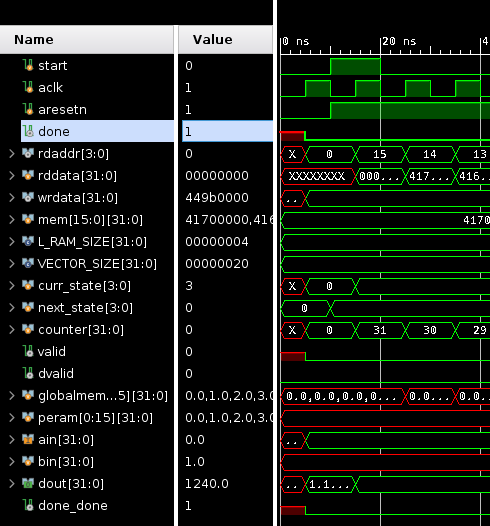 Name Value 0 ns 20 ns 4
start 0
aclk 1
aresetn 1
done 1
rdaddr[3:0] 0 X 0 15 14 13
rddata[31:0] 00000000 XXXXXXXX 000... 417... 416...
wrdata[31:0] 449b0000 ..
mem[15:0][31:0] 41700000,416 4170
L_RAM_SIZE[31:0] 00000004
VECTOR_SIZE[31:0] 00000020
curr_state[3:0] 3 X 0
next_state[3:0] 0 0
counter[31:0] 0 X 0 31 30 29
valid 0
dvalid 0
globalmem...5][31:0] 0.0,1.0,2.0,3.0 0.0,0.0,0.0,0... 0.0... 0.0...
peram[0:15][31:0] 0.0,1.0,2.0,3.0
ain[31:0] 0.0 ..
bin[31:0] 1.0
dout[31:0] 1240.0 .. 1.1...
done_done 1